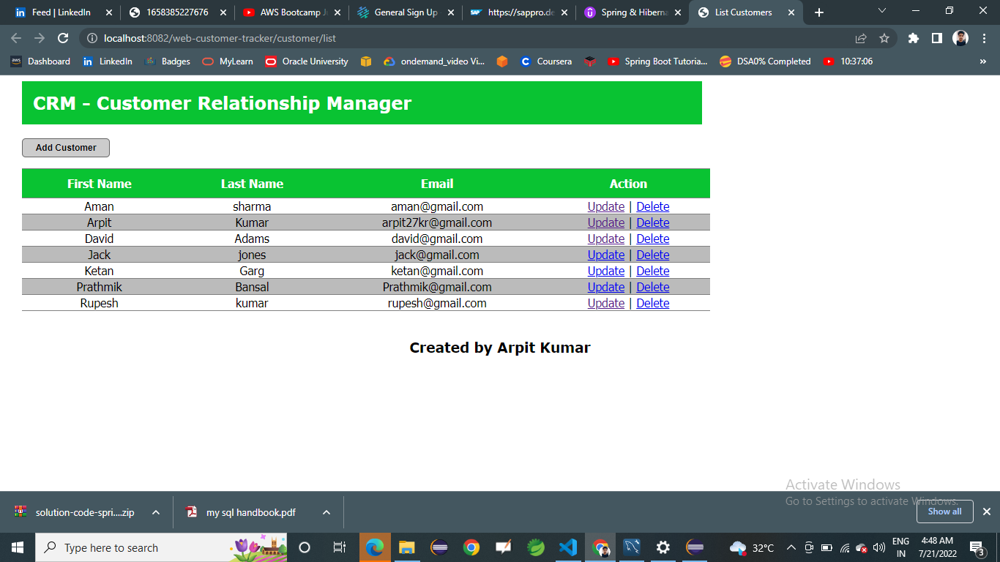 Feed | LinkedIn
1658385227676
AWS Bootcamp J
General Sign Up
https://sappro.de
Spring & Hiberna
List Customers
localhost:8082/web-customer-tracker/customer/list
aws Dashboard
in LinkedIn
Badges
MyLearn
Oracle University
ondemand_video Vi...
C Coursera
Spring Boot Tutoria...
DSA0% Completed
10:37:06
»
CRM - Customer Relationship Manager
Add Customer
First Name Last Name Email Action
Aman sharma aman@gmail.com Update | Delete
Arpit Kumar arpit27kr@gmail.com Update | Delete
David Adams david@gmail.com Update | Delete
Jack jones jack@gmail.com Update | Delete
Ketan Garg ketan@gmail.com Update | Delete
Prathmik Bansal Prathmik@gmail.com Update | Delete
Rupesh kumar rupesh@gmail.com Update | Delete
Created by Arpit Kumar
Activate Windows
Go to Settings to activate Windows.
solution-code-spri....zip
my sql handbook.pdf
Show all
Type here to search
32°C
ENG
IN
4:48 AM
7/21/2022
3